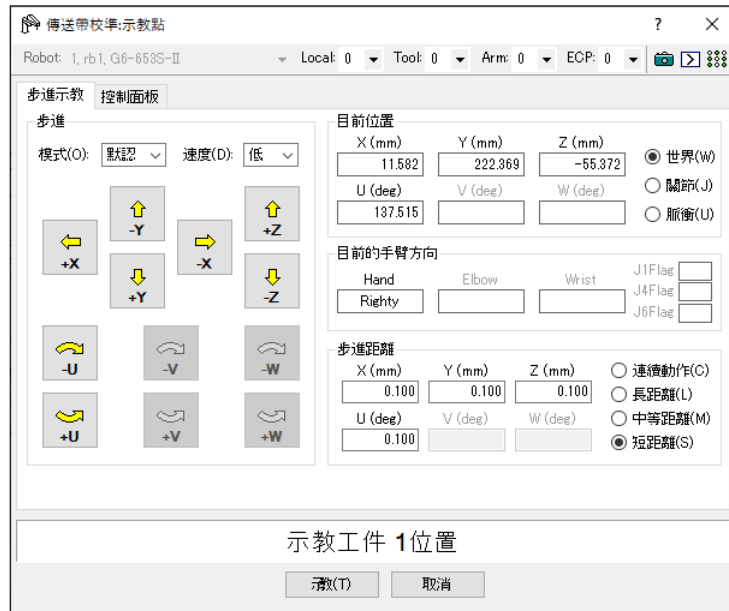 傳送帶校準:示教點
Robot: 1, rb1, G6-653S-II Local: 0 Tool: 0 Arm: 0 ECP: 0
步進示教 控制面板
步進
模式(O): 默認 速度(D): 低
+X
-Y
+Y
-X
+Z
-Z
-U
-V
-W
+U
+V
+W
目前位置
X (mm) Y (mm) Z (mm)
11.582 222.369 -55.372
U (deg) V (deg) W (deg)
137.515
世界(W)
關節(J)
脈衝(U)
目前的手臂方向
Hand Elbow Wrist
Righty
J1Flag
J4Flag
J6Flag
步進距離
X (mm) Y (mm) Z (mm)
0.100 0.100 0.100
U (deg) V (deg) W (deg)
0.100
連續動作(C)
長距離(L)
中等距離(M)
短距離(S)
示教工件 1位置
示教(T) 取消